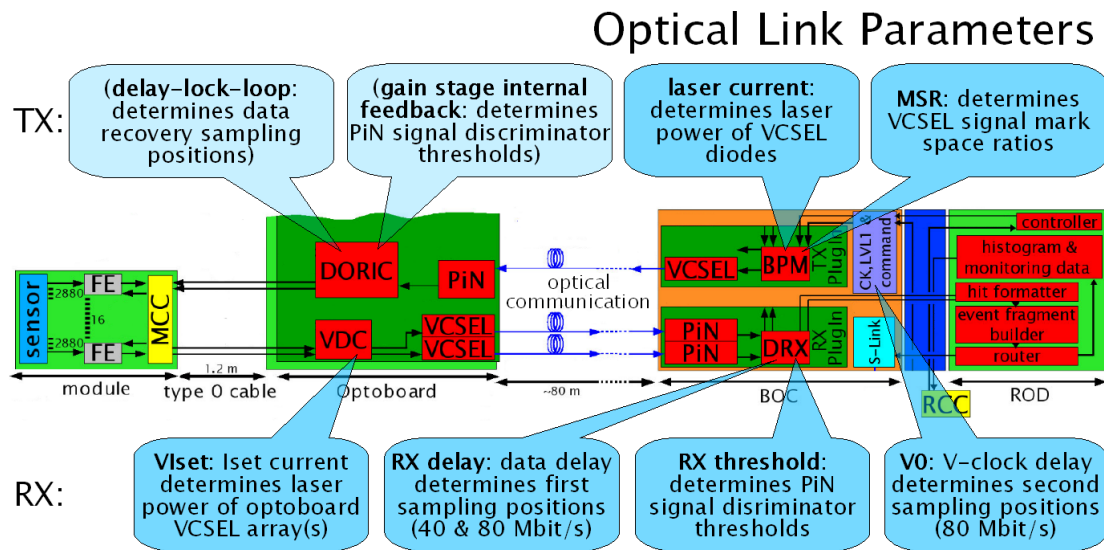 Optical Link Parameters
TX:
(delay-lock-loop:
determines data
recovery sampling
positions)
(gain stage internal
feedback: determines
PiN signal discriminator
thresholds)
laser current:
determines laser
power of VCSEL
diodes
MSR: determines
VCSEL signal mark
space ratios
sensor
2880
16
2880
FE
FE
MCC
DORIC
PiN
VDC
VCSEL
VCSEL
optical
communication
VCSEL
BPM
TX
PlugIn
CK,LVL1 &
command
PiN
PiN
DRX
RX
PlugIn
S-Link
controller
histogram &
monitoring data
hit formatter
event fragment
builder
router
RCC
module
1.2 m
type 0 cable
Optoboard
~80 m
BOC
ROD
RX:
VIset: Iset current
determines laser
power of optoboard
VCSEL array(s)
RX delay: data delay
determines first
sampling positions
(40 & 80 Mbit/s)
RX threshold:
determines PiN
signal disriminator
thresholds
V0: V-clock delay
determines second
sampling positions
(80 Mbit/s)